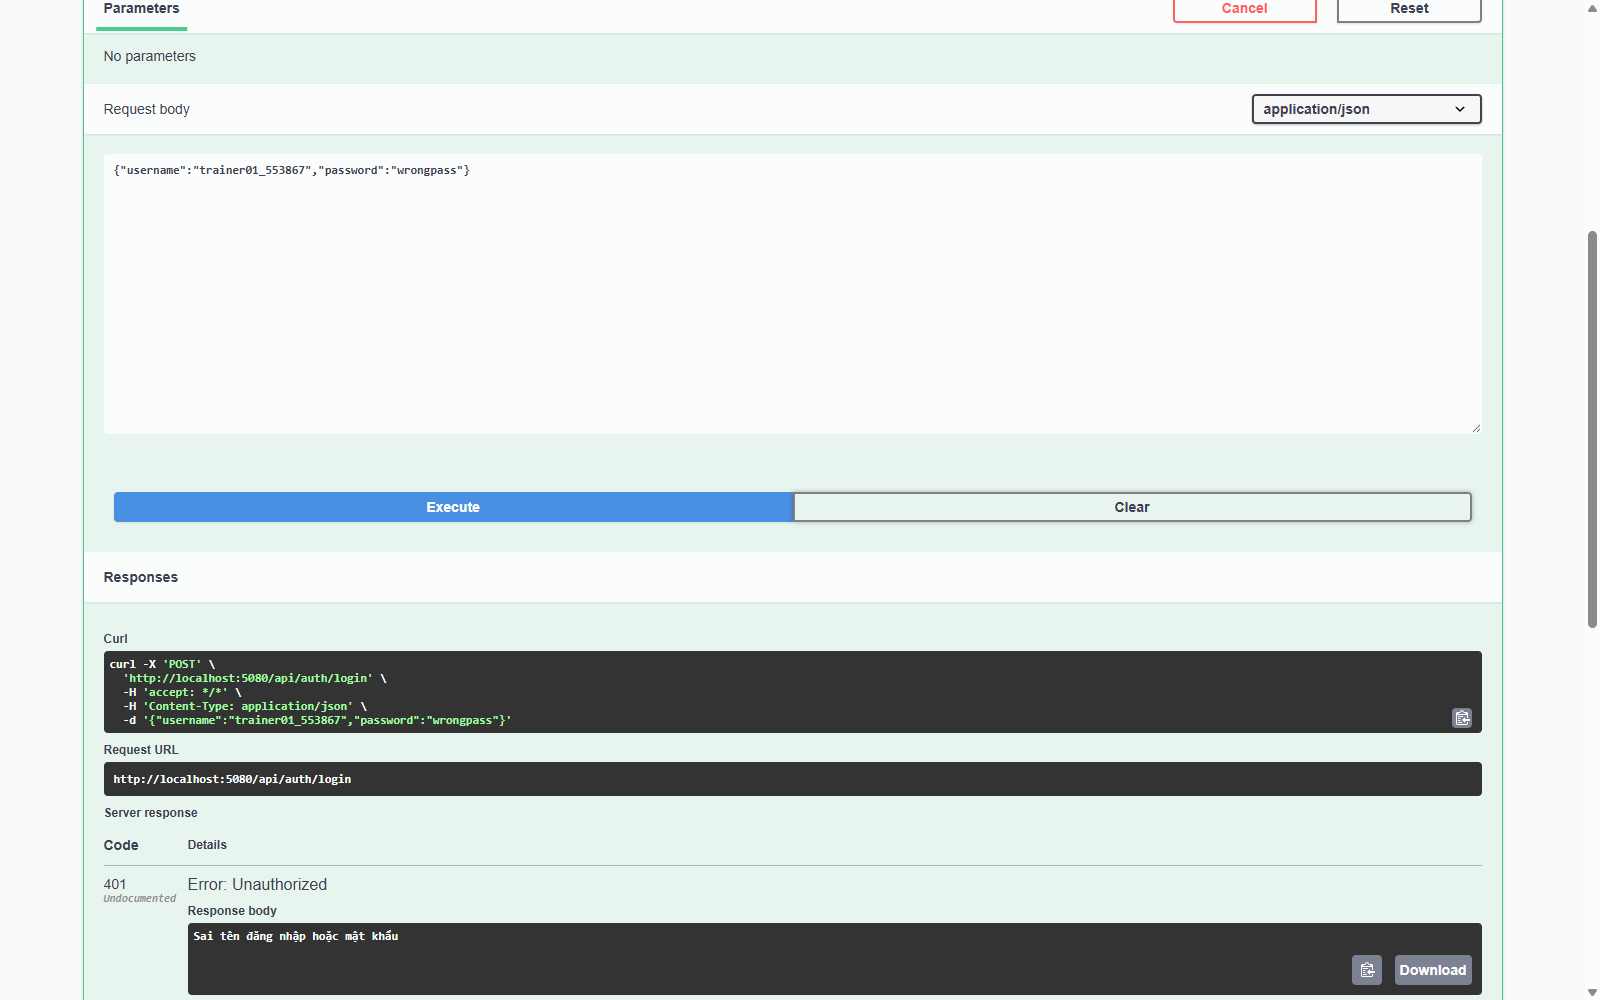 Parameters
Cancel
Reset
No parameters
Request body
application/json
{"username":"trainer01_553867","password":"wrongpass"}
Execute
Clear
Responses
Curl
curl -X 'POST' \
'http://localhost:5080/api/auth/login' \
-H 'accept: */*' \
-H 'Content-Type: application/json' \
-d '{"username":"trainer01_553867","password":"wrongpass"}'
Request URL
http://localhost:5080/api/auth/login
Server response
Code
Details
401
Undocumented
Error: Unauthorized
Response body
Sai tên đăng nhập hoặc mật khẩu
Download